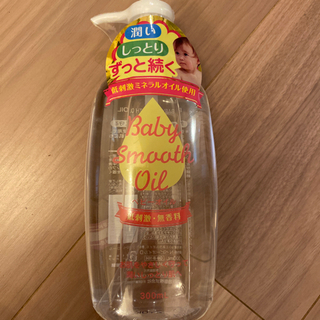 潤い
しっとり
ずっと続く
低刺激ミネラルオイル使用
Baby
Smooth
Oil
低刺激・無香料
300ml